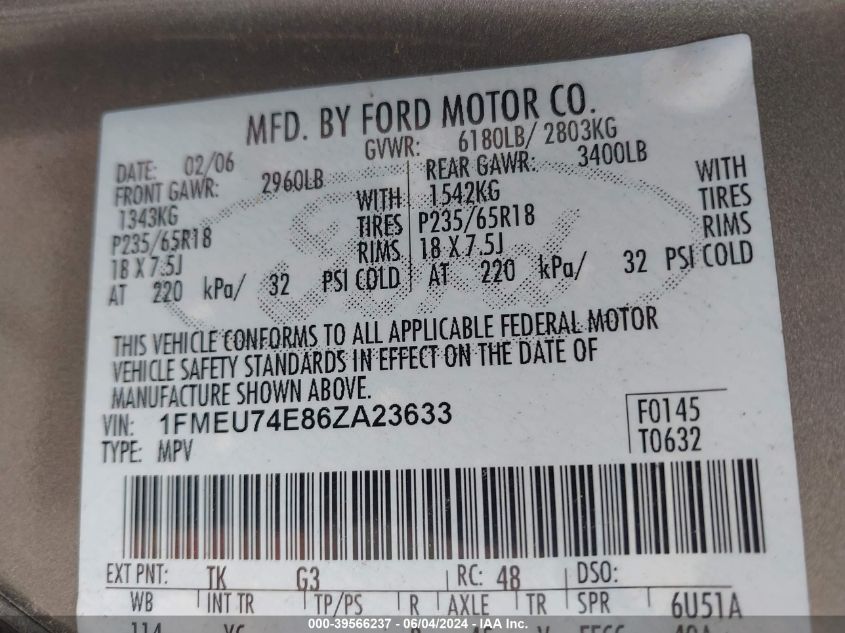 MFD. BY FORD MOTOR CO.
DATE: 02/06 GVWR: 6180LB/ 2803KG
FRONT GAWR: 2960LB REAR GAWR: 3400LB
1343KG WITH 1542KG WITH
P235/65R18 TIRES P235/65R18 TIRES
18 X 7.5J RIMS 18 X 7.5J RIMS
AT 220 kPa/ 32 PSI COLD AT 220 kPa/ 32 PSI COLD
THIS VEHICLE CONFORMS TO ALL APPLICABLE FEDERAL MOTOR
VEHICLE SAFETY STANDARDS IN EFFECT ON THE DATE OF
MANUFACTURE SHOWN ABOVE.
VIN: 1FMEU74E86ZA23633 F0145
TYPE: MPV T0632
EXT PNT: TK G3 RC: 48 DSO:
WB INT TR TP/PS R AXLE TR SPR 6U51A
114
000-39566237 - 06/04/2024 - IAA Inc.